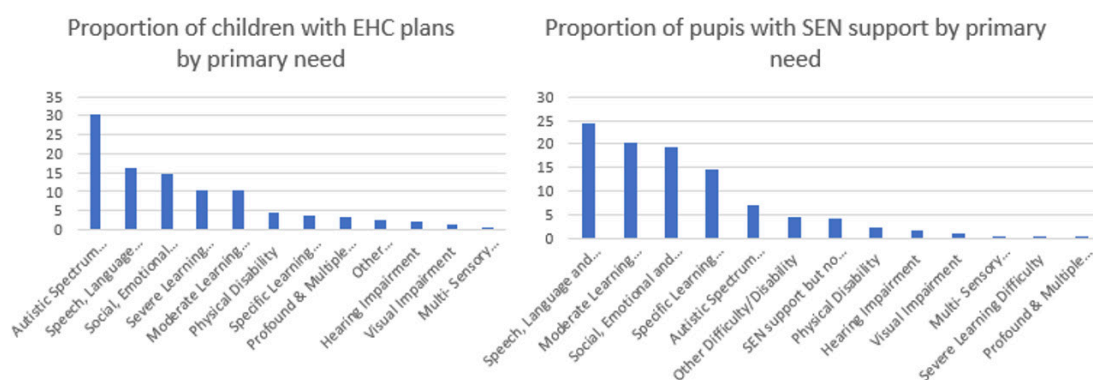 Proportion of children with EHC plans
by primary need
35
30
25
20
15
10
5
0
Autistic Spectrum...
Speech, Language...
Social, Emotional...
Severe Learning...
Moderate Learning...
Physical Disability
Specific Learning...
Profound & Multiple...
Other...
Hearing Impairment
Visual Impairment
Multi- Sensory...
Proportion of pupis with SEN support by primary
need
30
25
20
15
10
5
0
Speech, Language and...
Moderate Learning...
Social, Emotional and...
Specific Learning...
Autistic Spectrum...
Other Difficulty/Disability
SEN support but no...
Physical Disability
Hearing Impairment
Visual Impairment
Multi- Sensory...
Severe Learning Difficulty
Profound & Multiple...